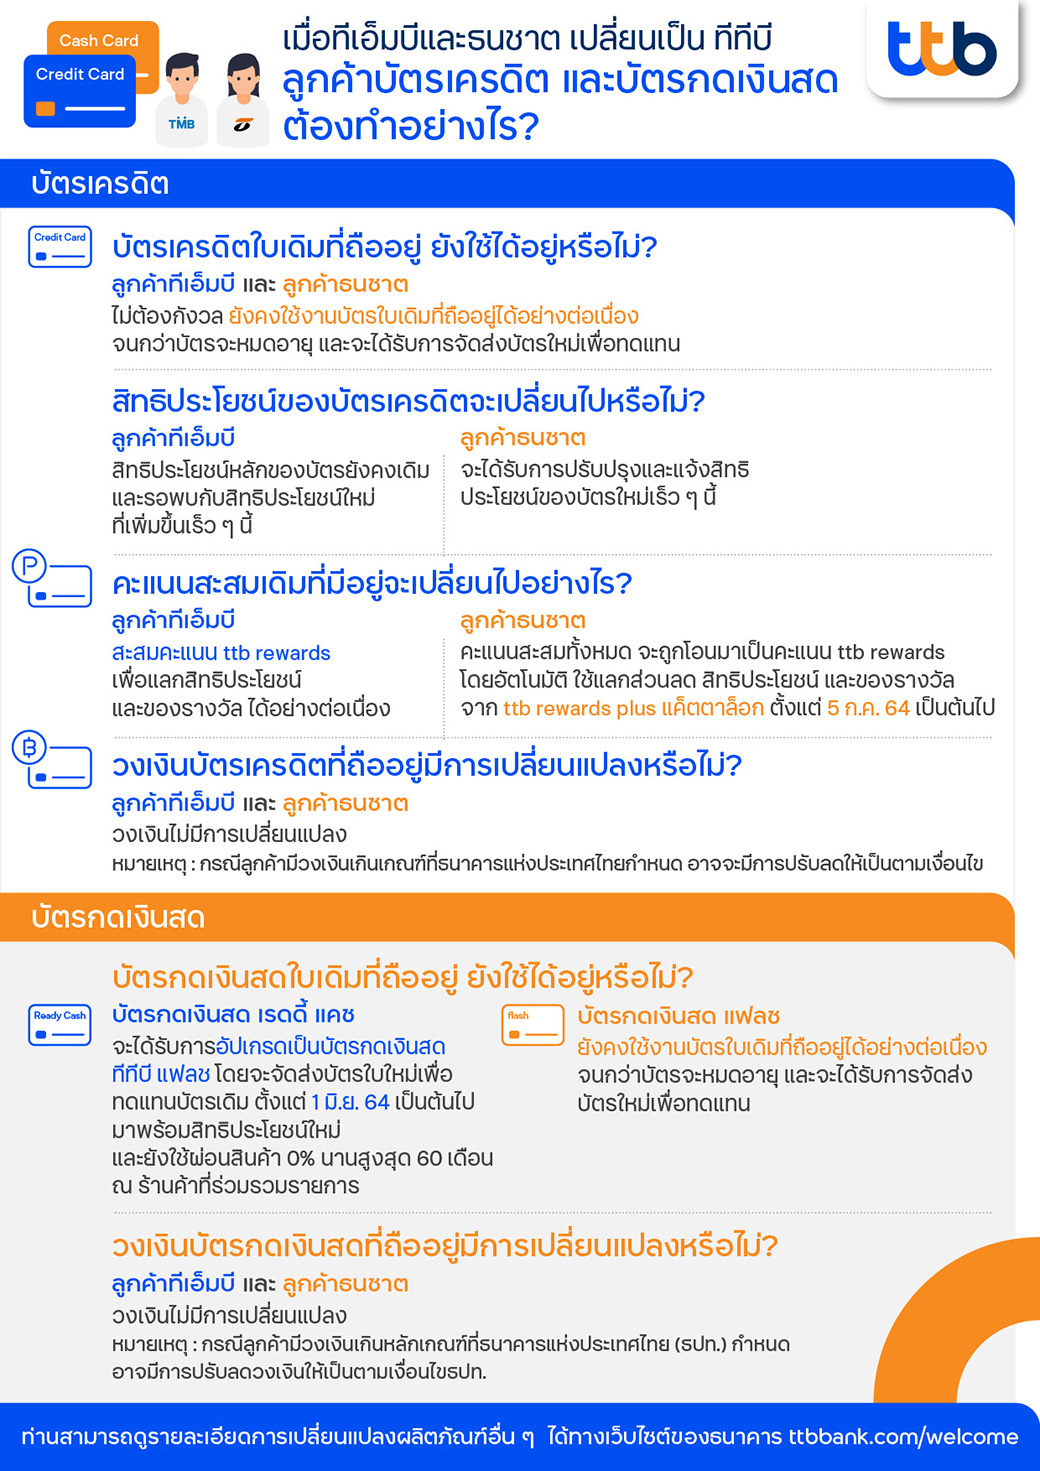 Cash Card
Credit Card
TMB
เมื่อทีเอ็มบีและธนชาต เปลี่ยนเป็น ทีทีบี
ลูกค้าบัตรเครดิต และบัตรกดเงินสด
ต้องทำอย่างไร?
ttb
บัตรเครดิต
Credit Card
บัตรเครดิตใบเดิมที่ถืออยู่ ยังใช้ได้อยู่หรือไม่?
ลูกค้าทีเอ็มบี และ ลูกค้าธนชาต
ไม่ต้องกังวล ยังคงใช้งานบัตรใบเดิมที่ถืออยู่ได้อย่างต่อเนื่อง
จนกว่าบัตรจะหมดอายุ และจะได้รับการจัดส่งบัตรใหม่เพื่อทดแทน
สิทธิประโยชน์ของบัตรเครดิตจะเปลี่ยนไปหรือไม่?
ลูกค้าทีเอ็มบี
สิทธิประโยชน์หลักของบัตรยังคงเดิม
และรอพบกับสิทธิประโยชน์ใหม่
ที่เพิ่มขึ้นเร็ว ๆ นี้
ลูกค้าธนชาต
จะได้รับการปรับปรุงและแจ้งสิทธิ
ประโยชน์ของบัตรใหม่เร็ว ๆ นี้
P
คะแนนสะสมเดิมที่มีอยู่จะเปลี่ยนไปอย่างไร?
ลูกค้าทีเอ็มบี
สะสมคะแนน ttb rewards
เพื่อแลกสิทธิประโยชน์
และของรางวัล ได้อย่างต่อเนื่อง
ลูกค้าธนชาต
คะแนนสะสมทั้งหมด จะถูกโอนมาเป็นคะแนน ttb rewards
โดยอัตโนมัติ ใช้แลกส่วนลด สิทธิประโยชน์ และของรางวัล
จาก ttb rewards plus แค็ตตาล็อก ตั้งแต่ 5 ก.ค. 64 เป็นต้นไป
฿
วงเงินบัตรเครดิตที่ถืออยู่มีการเปลี่ยนแปลงหรือไม่?
ลูกค้าทีเอ็มบี และ ลูกค้าธนชาต
วงเงินไม่มีการเปลี่ยนแปลง
หมายเหตุ : กรณีลูกค้ามีวงเงินเกินเกณฑ์ที่ธนาคารแห่งประเทศไทยกำหนด อาจจะมีการปรับลดให้เป็นตามเงื่อนไข
บัตรกดเงินสด
บัตรกดเงินสดใบเดิมที่ถืออยู่ ยังใช้ได้อยู่หรือไม่?
Ready Cash
บัตรกดเงินสด เรดดี้ แคช
จะได้รับการอัปเกรดเป็นบัตรกดเงินสด
ทีทีบี แฟลช โดยจะจัดส่งบัตรใบใหม่เพื่อ
ทดแทนบัตรเดิม ตั้งแต่ 1 มิ.ย. 64 เป็นต้นไป
มาพร้อมสิทธิประโยชน์ใหม่
และยังใช้ผ่อนสินค้า 0% นานสูงสุด 60 เดือน
ณ ร้านค้าที่ร่วมรวมรายการ
flash
บัตรกดเงินสด แฟลช
ยังคงใช้งานบัตรใบเดิมที่ถืออยู่ได้อย่างต่อเนื่อง
จนกว่าบัตรจะหมดอายุ และจะได้รับการจัดส่ง
บัตรใหม่เพื่อทดแทน
วงเงินบัตรกดเงินสดที่ถืออยู่มีการเปลี่ยนแปลงหรือไม่?
ลูกค้าทีเอ็มบี และ ลูกค้าธนชาต
วงเงินไม่มีการเปลี่ยนแปลง
หมายเหตุ : กรณีลูกค้ามีวงเงินเกินหลักเกณฑ์ที่ธนาคารแห่งประเทศไทย (ธปท.) กำหนด
อาจมีการปรับลดวงเงินให้เป็นตามเงื่อนไขธปท.
ท่านสามารถดูรายละเอียดการเปลี่ยนแปลงผลิตภัณฑ์อื่น ๆ ได้ทางเว็บไซต์ของธนาคาร ttbbank.com/welcome